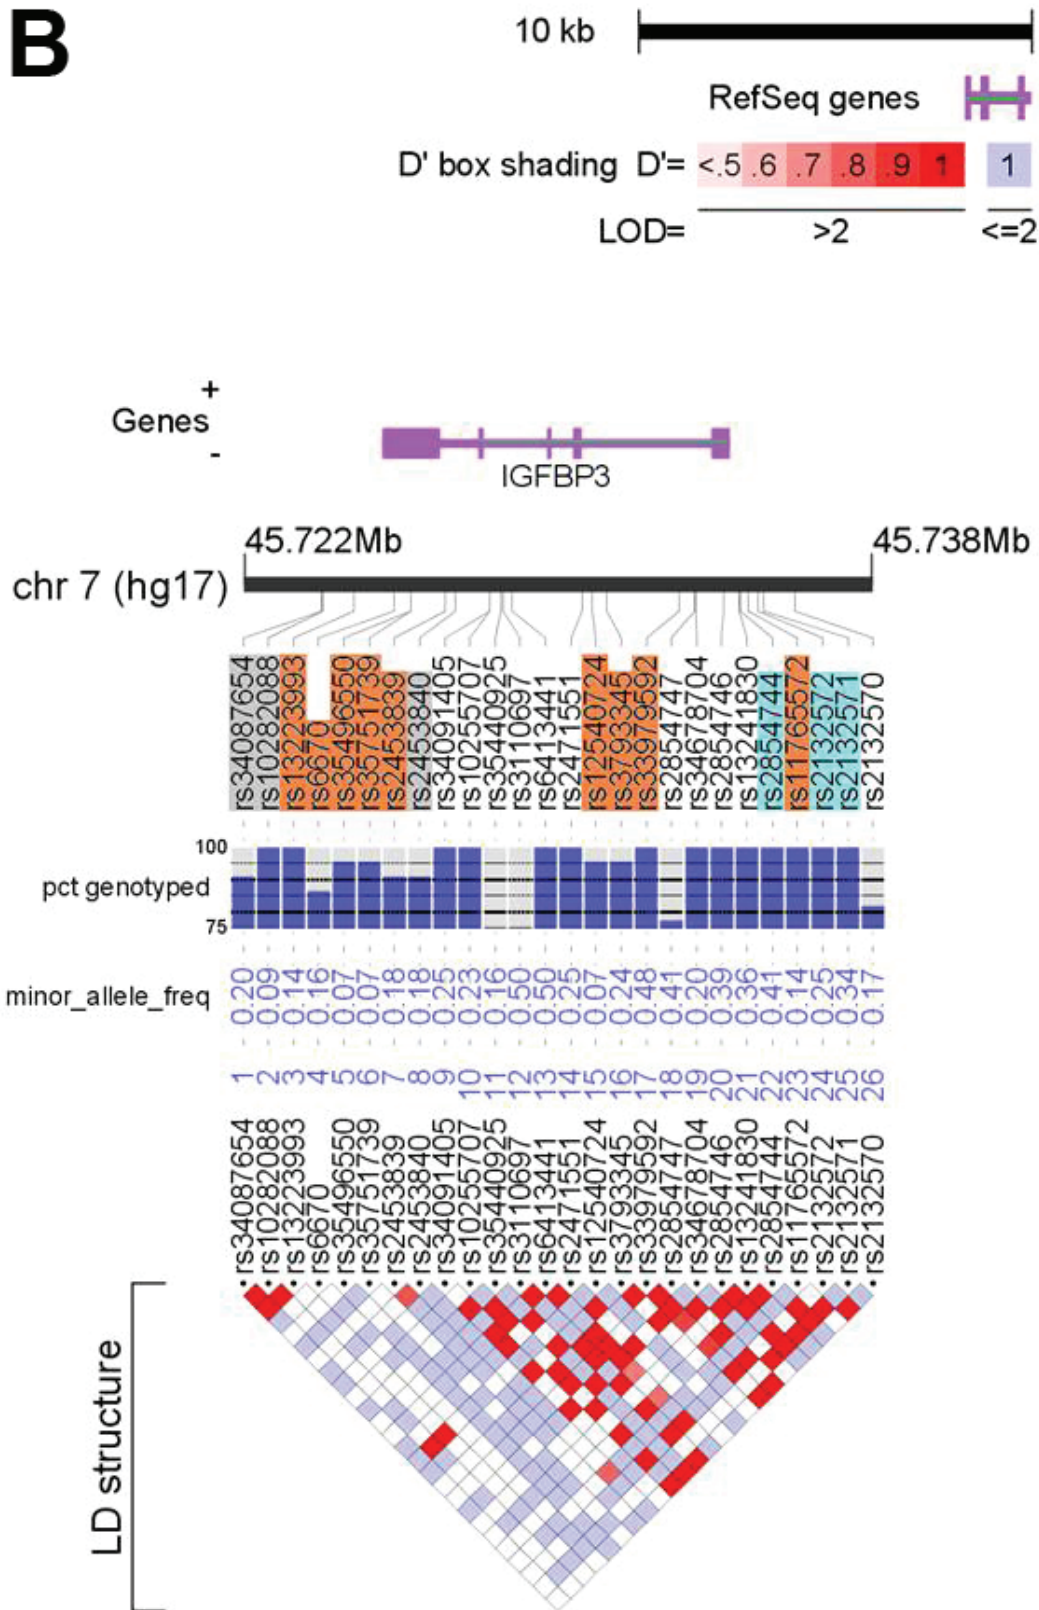 B
10 kb
RefSeq genes
D' box shading D'= <.5 .6 .7 .8 .9 1 1
LOD= >2 <=2
+
Genes
-
IGFBP3
45.722Mb 45.738Mb
chr 7 (hg17)
rs34087654
rs10282088
rs13223993
rs6670
rs35496550
rs35751739
rs2453839
rs2453840
rs34091405
rs10255707
rs35440925
rs3110697
rs6413441
rs2471551
rs12540724
rs3793345
rs33979592
rs2854747
rs34678704
rs2854746
rs13241830
rs2854744
rs11765572
rs2132572
rs2132571
rs2132570
100
pct genotyped
75
minor_allele_freq
0.20 0.09 0.14 0.16 0.07 0.07 0.18 0.18 0.25 0.23 0.16 0.50 0.50 0.25 0.07 0.24 0.48 0.41 0.20 0.39 0.36 0.41 0.14 0.25 0.34 0.17
1 2 3 4 5 6 7 8 9 10 11 12 13 14 15 16 17 18 19 20 21 22 23 24 25 26
rs34087654
rs10282088
rs13223993
rs6670
rs35496550
rs35751739
rs2453839
rs2453840
rs34091405
rs10255707
rs35440925
rs3110697
rs6413441
rs2471551
rs12540724
rs3793345
rs33979592
rs2854747
rs34678704
rs2854746
rs13241830
rs2854744
rs11765572
rs2132572
rs2132571
rs2132570
LD structure